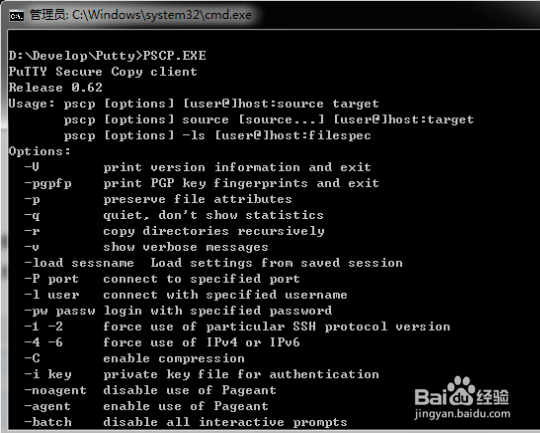 管理员: C:\Windows\system32\cmd.exe
D:\Develop\Putty>PSCP.EXE
PuTTY Secure Copy client
Release 0.62
Usage: pscp [options] [user@]host:source target
       pscp [options] source [source...] [user@]host:target
       pscp [options] -ls [user@]host:filespec
Options:
  -V        print version information and exit
  -pgpfp    print PGP key fingerprints and exit
  -p        preserve file attributes
  -q        quiet, don't show statistics
  -r        copy directories recursively
  -v        show verbose messages
  -load sessname  Load settings from saved session
  -P port   connect to specified port
  -l user   connect with specified username
  -pw passw login with specified password
  -1 -2     force use of particular SSH protocol version
  -4 -6     force use of IPv4 or IPv6
  -C        enable compression
  -i key    private key file for authentication
  -noagent  disable use of Pageant
  -agent    enable use of Pageant
  -batch    disable all interactive prompts
Baidu经验
jingyan.baidu.com